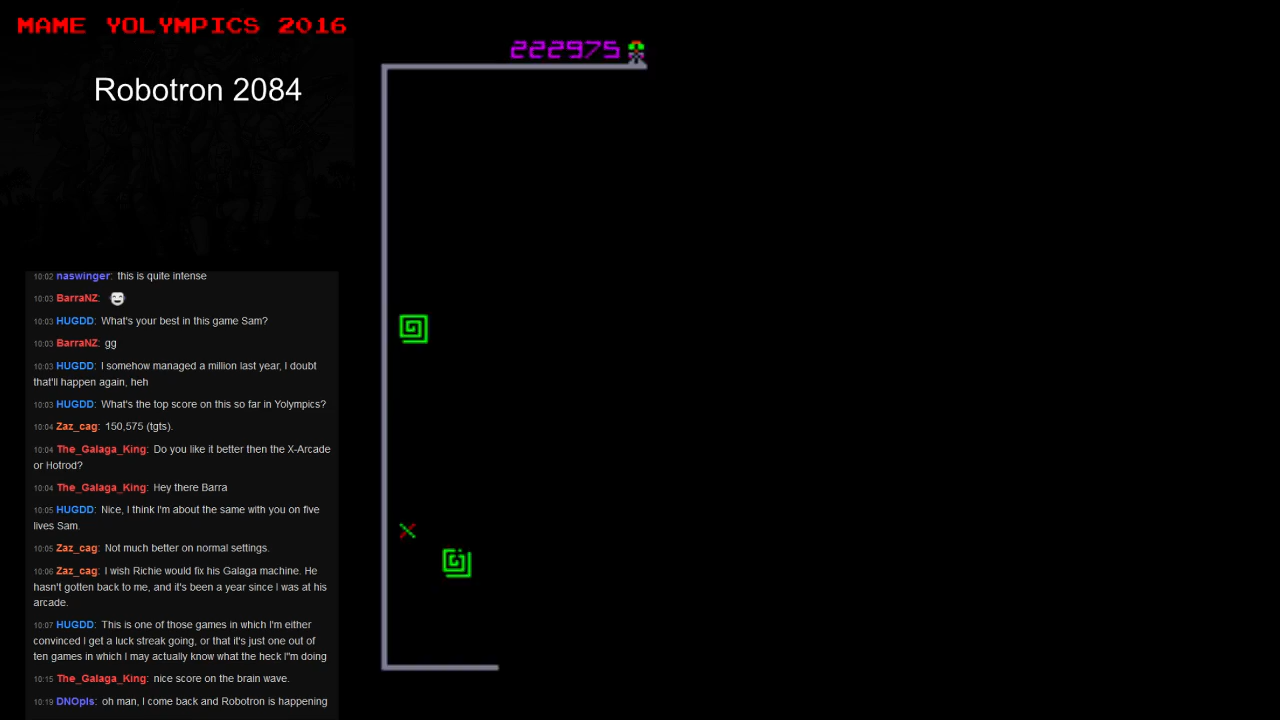 MAME YOLYMPICS 2016
Robotron 2084
222975
10:02 naswinger: this is quite intense
10:03 BarraNZ:
10:03 HUGDD: What's your best in this game Sam?
10:03 BarraNZ: gg
10:03 HUGDD: I somehow managed a million last year, I doubt
that'll happen again, heh
10:03 HUGDD: What's the top score on this so far in Yolympics?
10:04 Zaz_cag: 150,575 (tgts).
10:04 The_Galaga_King: Do you like it better then the X-Arcade
or Hotrod?
10:04 The_Galaga_King: Hey there Barra
10:05 HUGDD: Nice, I think I'm about the same with you on five
lives Sam.
10:05 Zaz_cag: Not much better on normal settings.
10:06 Zaz_cag: I wish Richie would fix his Galaga machine. He
hasn't gotten back to me, and it's been a year since I was at his
arcade.
10:07 HUGDD: This is one of those games in which I'm either
convinced I get a luck streak going, or that it's just one out of
ten games in which I may actually know what the heck I"m doing
10:15 The_Galaga_King: nice score on the brain wave.
10:19 DNOpls: oh man, I come back and Robotron is happening